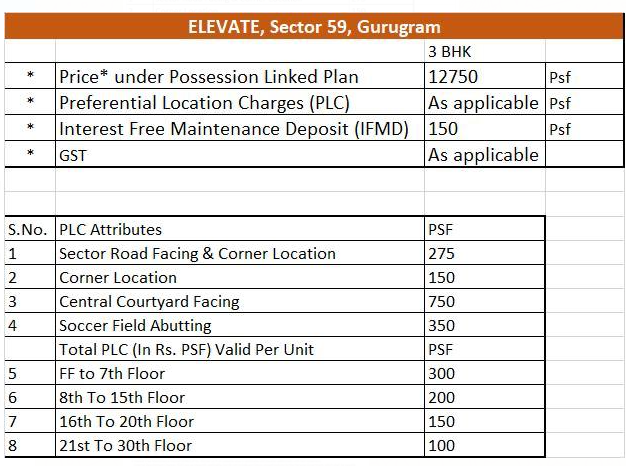 ELEVATE, Sector 59, Gurugram
3 BHK
* Price* under Possession Linked Plan 12750 Psf
* Preferential Location Charges (PLC) As applicable Psf
* Interest Free Maintenance Deposit (IFMD) 150 Psf
* GST As applicable
S.No. PLC Attributes PSF
1 Sector Road Facing & Corner Location 275
2 Corner Location 150
3 Central Courtyard Facing 750
4 Soccer Field Abutting 350
Total PLC (In Rs. PSF) Valid Per Unit PSF
5 FF to 7th Floor 300
6 8th To 15th Floor 200
7 16th To 20th Floor 150
8 21st To 30th Floor 100